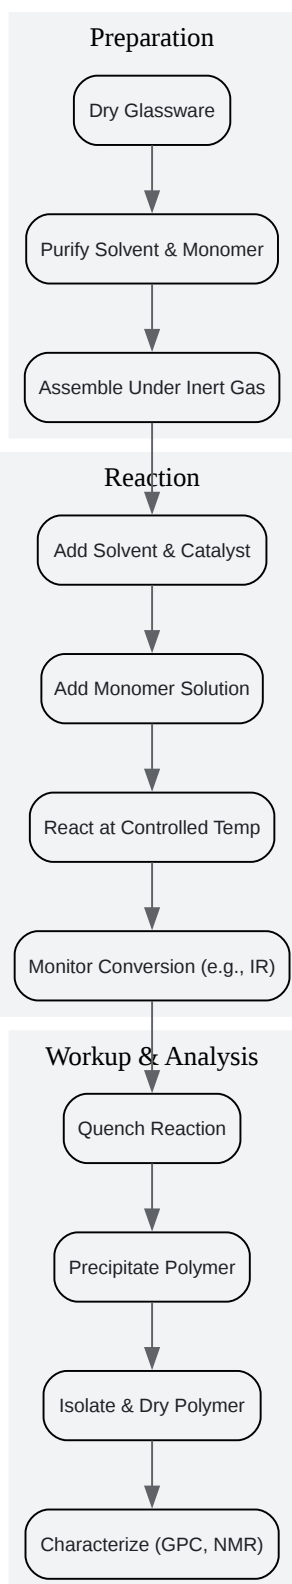 Preparation
Dry Glassware
Purify Solvent & Monomer
Assemble Under Inert Gas
Reaction
Add Solvent & Catalyst
Add Monomer Solution
React at Controlled Temp
Monitor Conversion (e.g., IR)
Workup & Analysis
Quench Reaction
Precipitate Polymer
Isolate & Dry Polymer
Characterize (GPC, NMR)